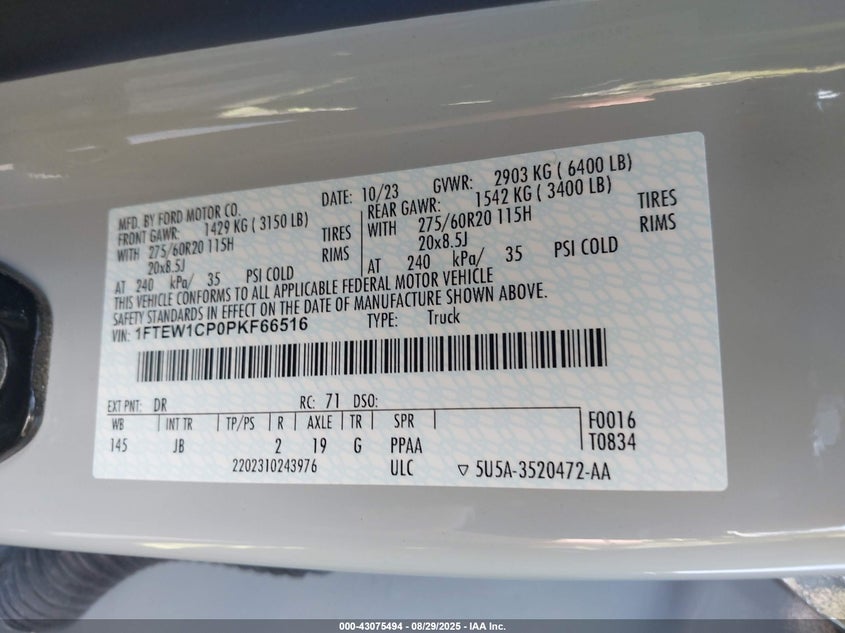 DATE: 10/23 GVWR: 2903 KG ( 6400 LB)
MFD. BY FORD MOTOR CO.
FRONT GAWR: 1429 KG ( 3150 LB)
WITH 275/60R20 115H TIRES
20x8.5J RIMS
AT 240 kPa/ 35 PSI COLD
REAR GAWR: 1542 KG ( 3400 LB)
WITH 275/60R20 115H TIRES
20x8.5J RIMS
AT 240 kPa/ 35 PSI COLD
THIS VEHICLE CONFORMS TO ALL APPLICABLE FEDERAL MOTOR VEHICLE
SAFETY STANDARDS IN EFFECT ON THE DATE OF MANUFACTURE SHOWN ABOVE.
VIN: 1FTEW1CP0PKF66516 TYPE: Truck
EXT PNT: DR RC: 71 DSO:
WB INT TR TP/PS R AXLE TR SPR F0016
145 JB 2 19 G PPAA T0834
2202310243976 ULC ▽ 5U5A-3520472-AA
000-43075494 - 08/29/2025 - IAA Inc.